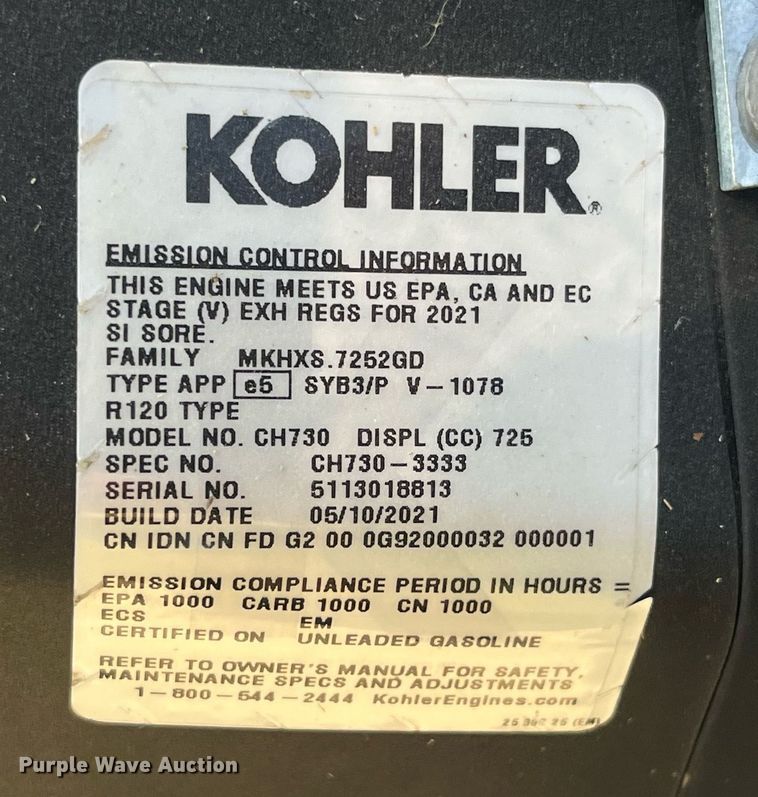 KOHLER®
EMISSION CONTROL INFORMATION
THIS ENGINE MEETS US EPA, CA AND EC
STAGE (V) EXH REGS FOR 2021
SI SORE.
FAMILY MKHXS.7252GD
TYPE APP e5 SYB3/P V-1078
R120 TYPE
MODEL NO. CH730 DISPL (CC) 725
SPEC NO. CH730-3333
SERIAL NO. 5113018813
BUILD DATE 05/10/2021
CN IDN CN FD G2 00 0G92000032 000001
EMISSION COMPLIANCE PERIOD IN HOURS =
EPA 1000 CARB 1000 CN 1000
ECS EM
CERTIFIED ON UNLEADED GASOLINE
REFER TO OWNER'S MANUAL FOR SAFETY,
MAINTENANCE SPECS AND ADJUSTMENTS
1-800-544-2444 KohlerEngines.com
25 25 (EM)
Purple Wave Auction